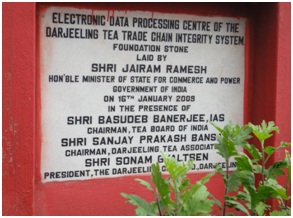 ELECTRONIC DATA PROCESSING CENTRE OF THE
DARJEELING TEA TRADE CHAIN INTEGRITY SYSTEM
FOUNDATION STONE
LAID BY
SHRI JAIRAM RAMESH
HON'BLE MINISTER OF STATE FOR COMMERCE AND POWER
GOVERNMENT OF INDIA
ON 16TH JANUARY 2009
IN THE PRESENCE OF
SHRI BASUDEB BANERJEE, IAS
CHAIRMAN, TEA BOARD OF INDIA
SHRI SANJAY PRAKASH BANSAL
CHAIRMAN, DARJEELING TEA ASSOCIATION
SHRI SONAM
PRESIDENT, THE DARJEELING